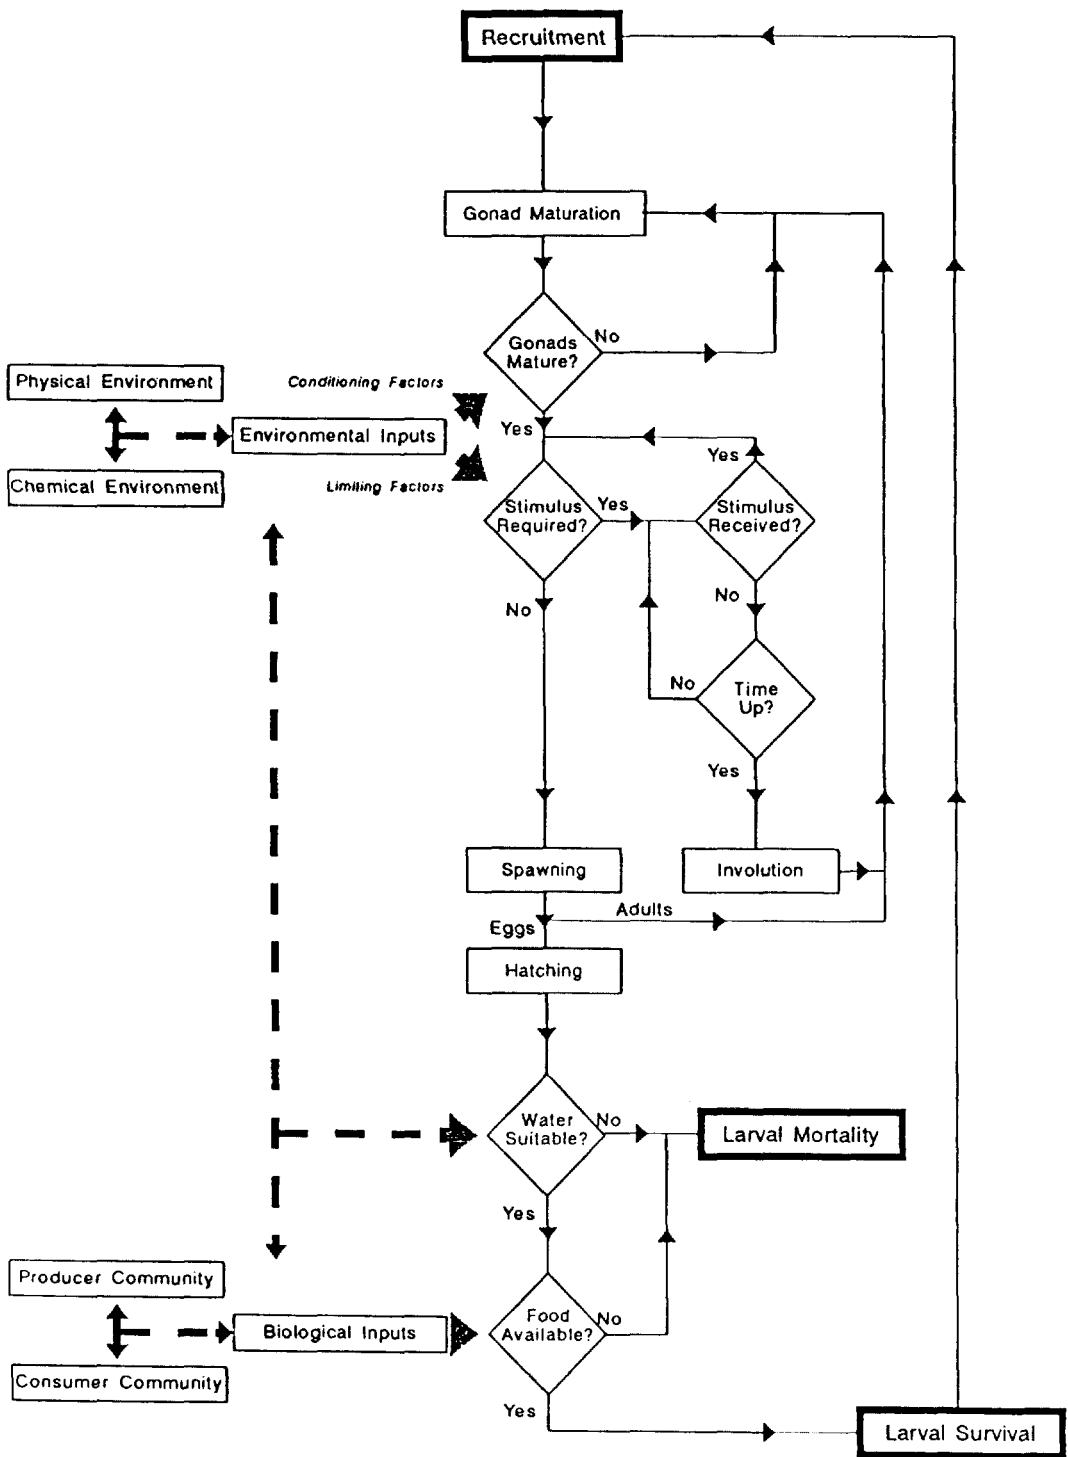 Recruitment
Gonad Maturation
Gonads
Mature?
No
Physical Environment
Conditioning Factors
Yes
Environmental Inputs
Chemical Environment
Limiting Factors
Yes
Stimulus
Required?
Yes
Stimulus
Received?
No
No
No
Time
Up?
Yes
Spawning
Involution
Adults
Eggs
Hatching
Water
Suitable?
No
Larval Mortality
Yes
Producer Community
Biological Inputs
Food
Available?
No
Consumer Community
Yes
Larval Survival